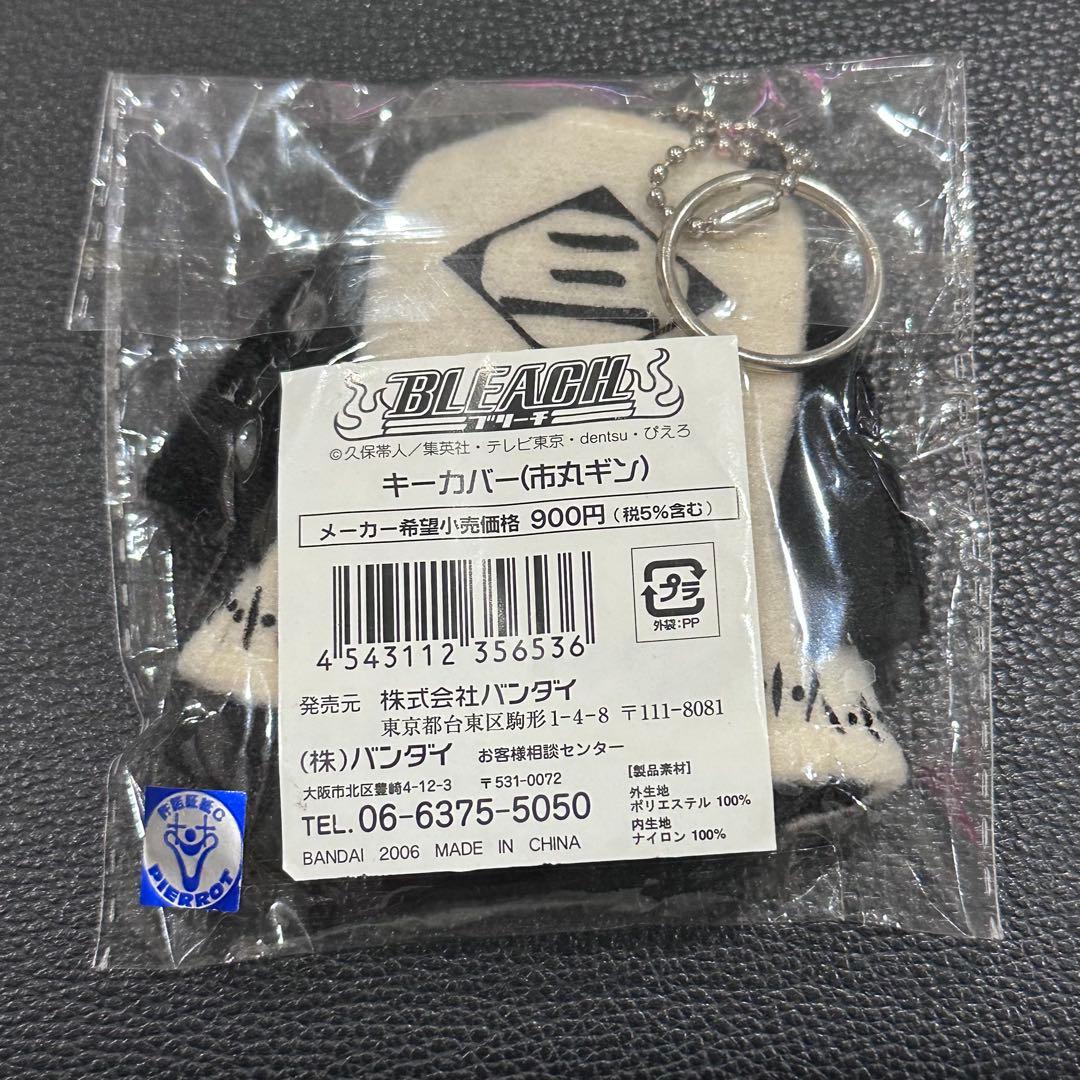 三
BLEACH
ブリーチ
©久保帯人/集英社・テレビ東京・dentsu・ぴえろ
キーカバー(市丸ギン)
メーカー希望小売価格 900円(税5%含む)
プラ
外袋:PP
4 543112 356536
発売元 株式会社バンダイ
東京都台東区駒形1-4-8 〒111-8081
(株)バンダイ お客様相談センター
大阪市北区豊崎4-12-3 〒531-0072
TEL. 06-6375-5050
BANDAI 2006 MADE IN CHINA
【製品素材】
外生地
ポリエステル 100%
内生地
ナイロン 100%
PIERROT